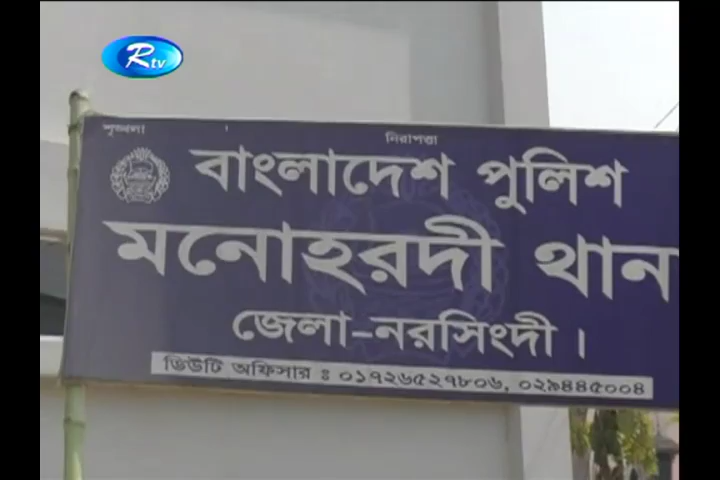 Rtv
শৃঙ্খলা নিরাপত্তা
বাংলাদেশ পুলিশ
মনোহরদী থান
জেলা-নরসিংদী।
ডিউটি অফিসার ঃ ০১৭২৬৫২৭৮০৬, ০২৯৪৪৫০০৪